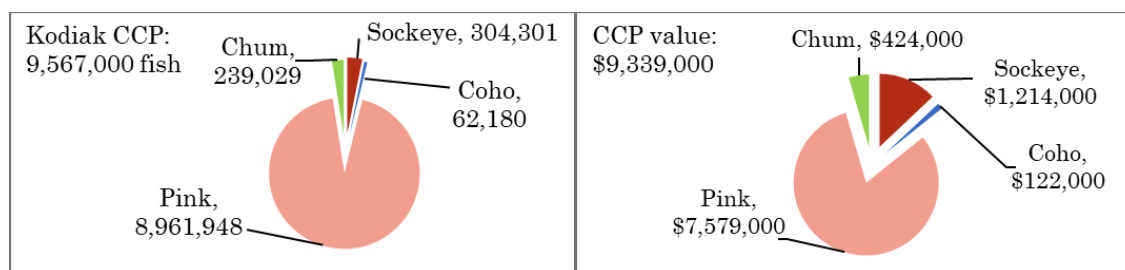 Kodiak CCP:
9,567,000 fish
Chum,
239,029
Sockeye, 304,301
Coho,
62,180
Pink,
8,961,948
CCP value:
$9,339,000
Chum, $424,000
Sockeye,
$1,214,000
Coho,
$122,000
Pink,
$7,579,000